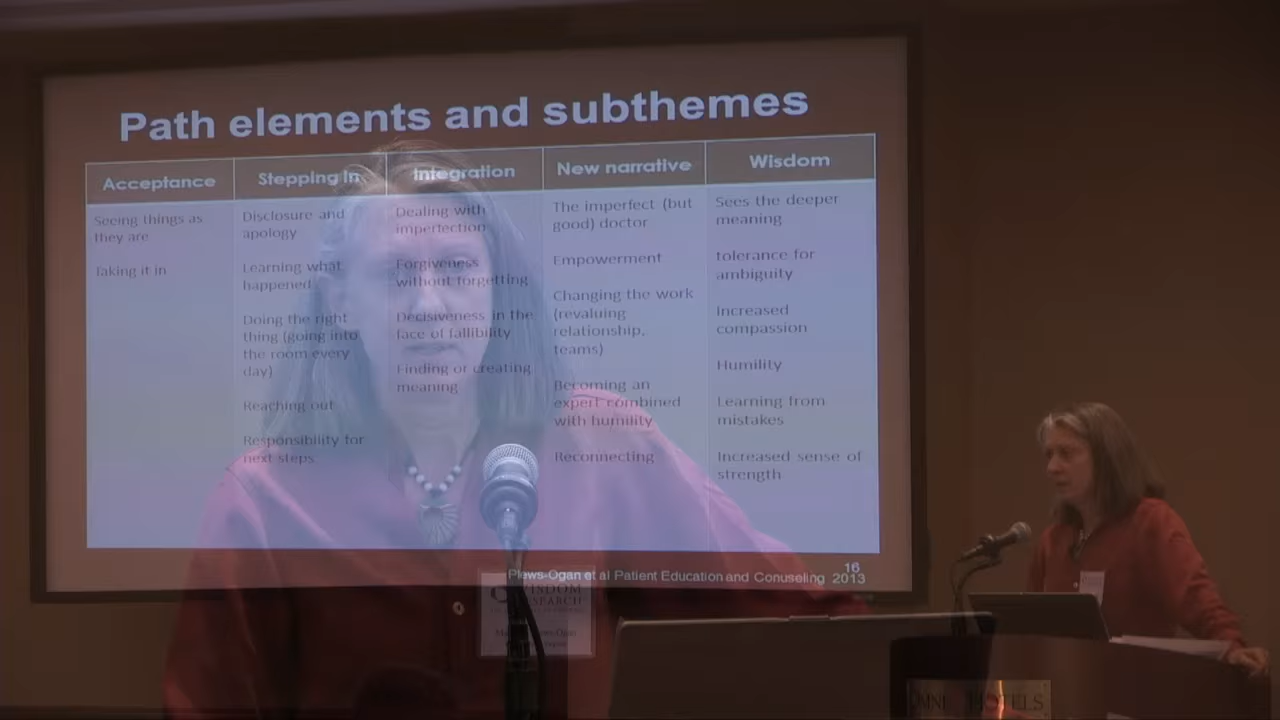 Path elements and subthemes
Acceptance
Stepping In
Integration
New narrative
Wisdom
Seeing things as
they are
Taking it in
Disclosure and
apology
Learning what
happened
Doing the right
thing (going into
the room every
day)
Reaching out
Responsibility for
next steps
Dealing with
imperfection
Forgiveness
without forgetting
Decisiveness in the
face of fallibility
Finding or creating
meaning
The imperfect (but
good) doctor
Empowerment
Changing the work
(revaluing
relationship,
teams)
Becoming an
expert combined
with humility
Reconnecting
Sees the deeper
meaning
tolerance for
ambiguity
Increased
compassion
Humility
Learning from
mistakes
Increased sense of
strength
16
Plews-Ogan et al Patient Education and Conuseling 2013
WISDOM
RESEARCH
OMNI HOTELS